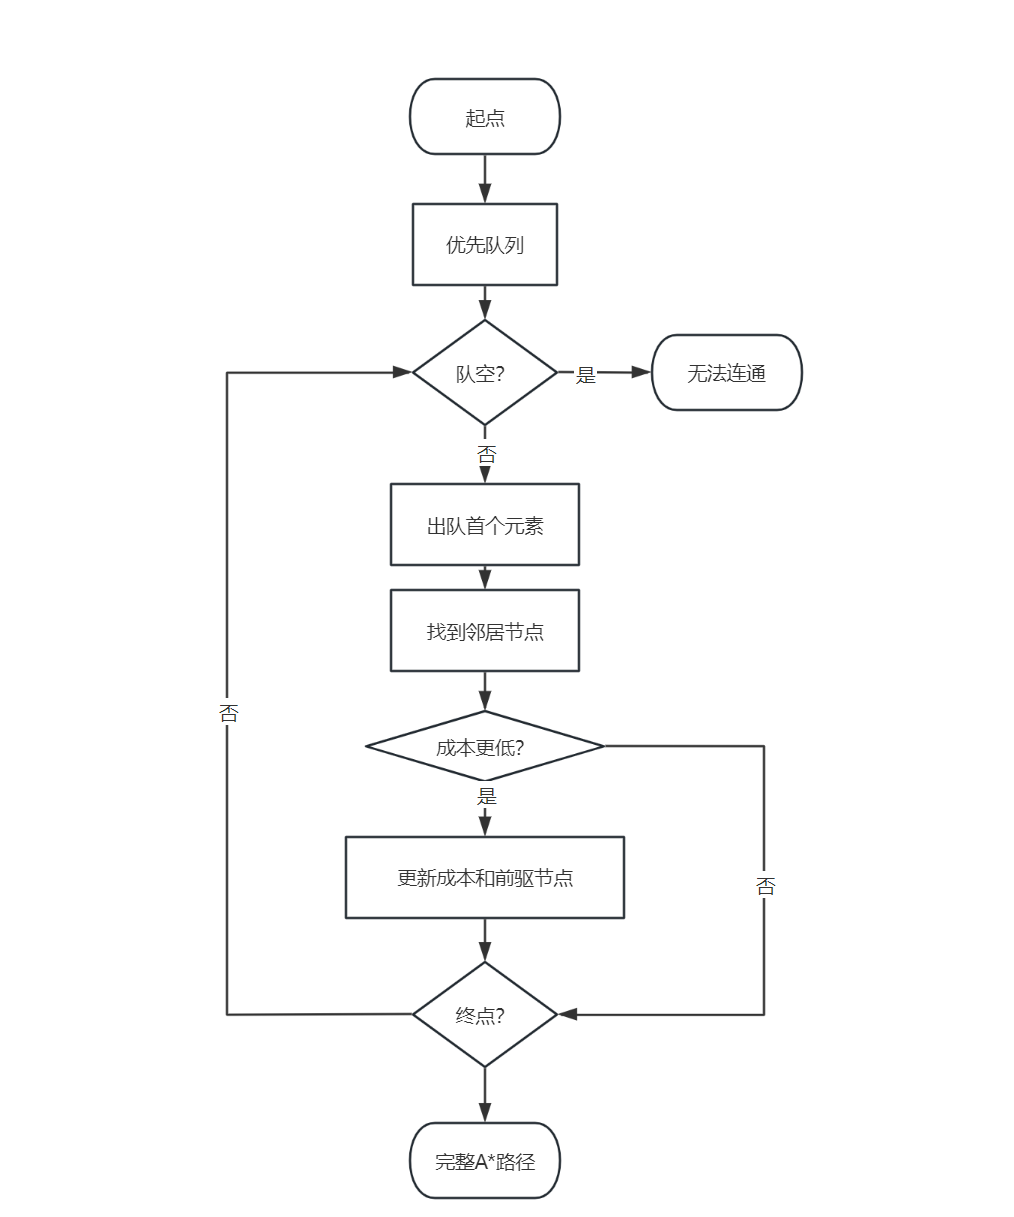 起点
优先队列
队空?
是
无法连通
否
出队首个元素
找到邻居节点
否
成本更低?
是
更新成本和前驱节点
否
终点?
完整A*路径